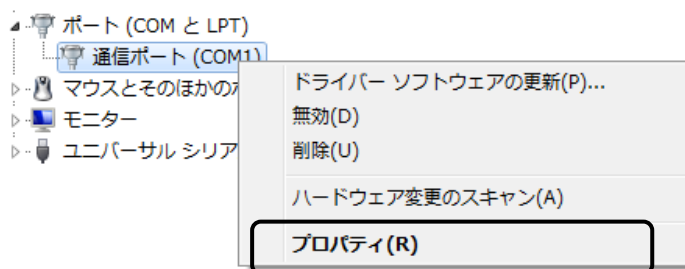 ポート (COM と LPT)
通信ポート (COM1)
マウスとそのほかの
モニター
ユニバーサル シリア
ドライバー ソフトウェアの更新(P)...
無効(D)
削除(U)
ハードウェア変更のスキャン(A)
プロパティ(R)